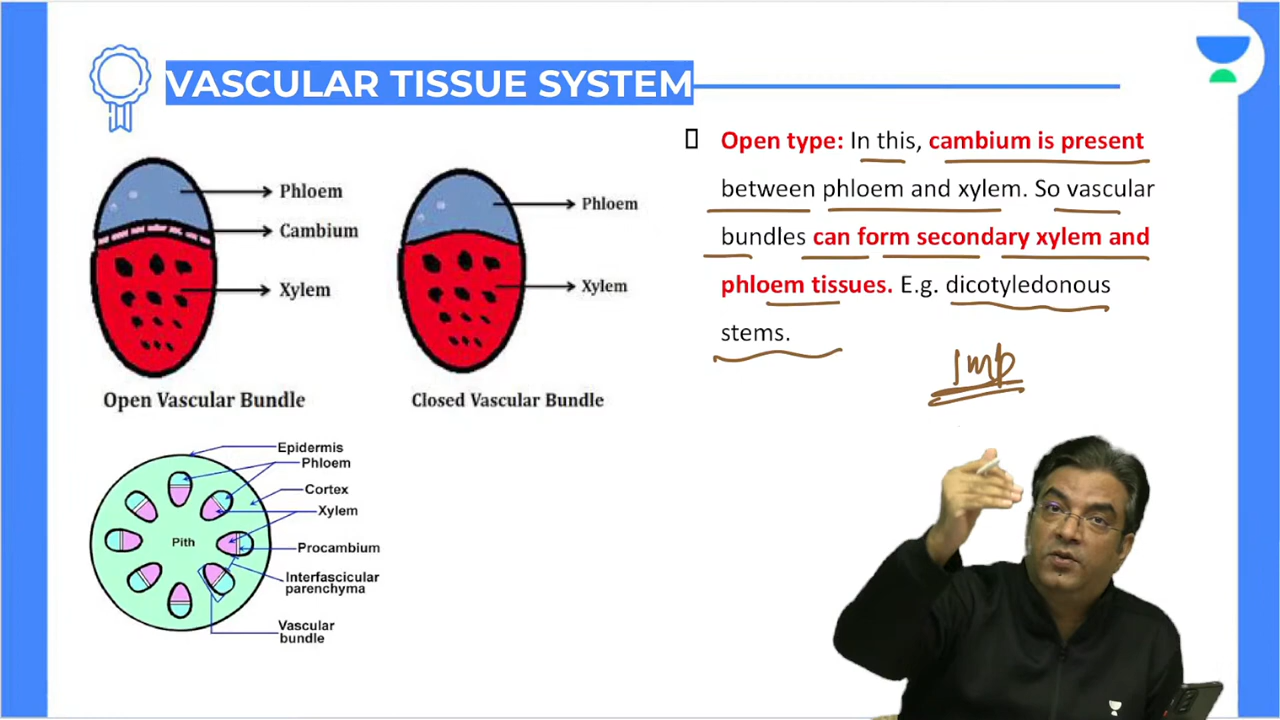 VASCULAR TISSUE SYSTEM
Phloem
Cambium
Xylem
Open Vascular Bundle
Phloem
Xylem
Closed Vascular Bundle
Epidermis
Phloem
Cortex
Xylem
Pith
Procambium
Interfascicular
parenchyma
Vascular
bundle
Open type: In this, cambium is present
between phloem and xylem. So vascular
bundles can form secondary xylem and
phloem tissues. E.g. dicotyledonous
stems.
Imp